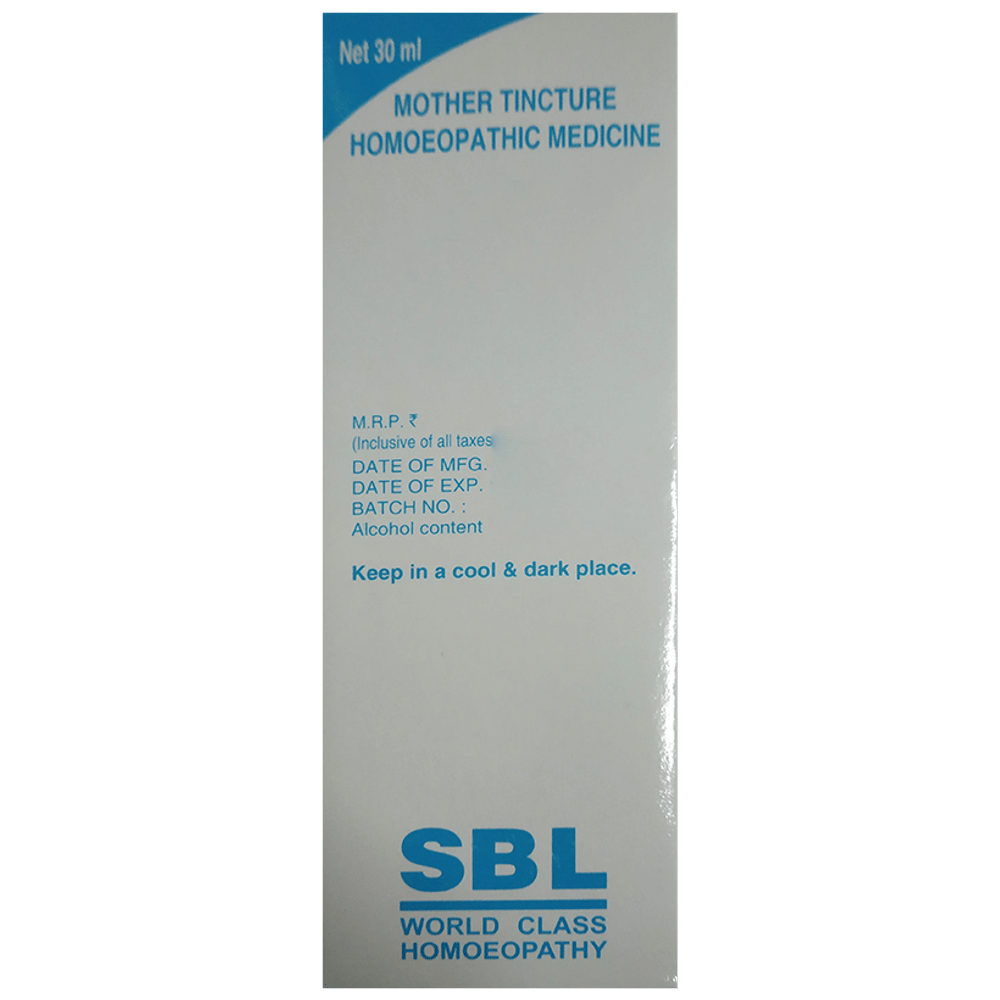 Net 30 ml
MOTHER TINCTURE
HOMOEOPATHIC MEDICINE
M.R.P. ₹
(Inclusive of all taxes
DATE OF MFG.
DATE OF EXP.
BATCH NO. :
Alcohol content
Keep in a cool & dark place.
SBL
WORLD CLASS
HOMOEOPATHY